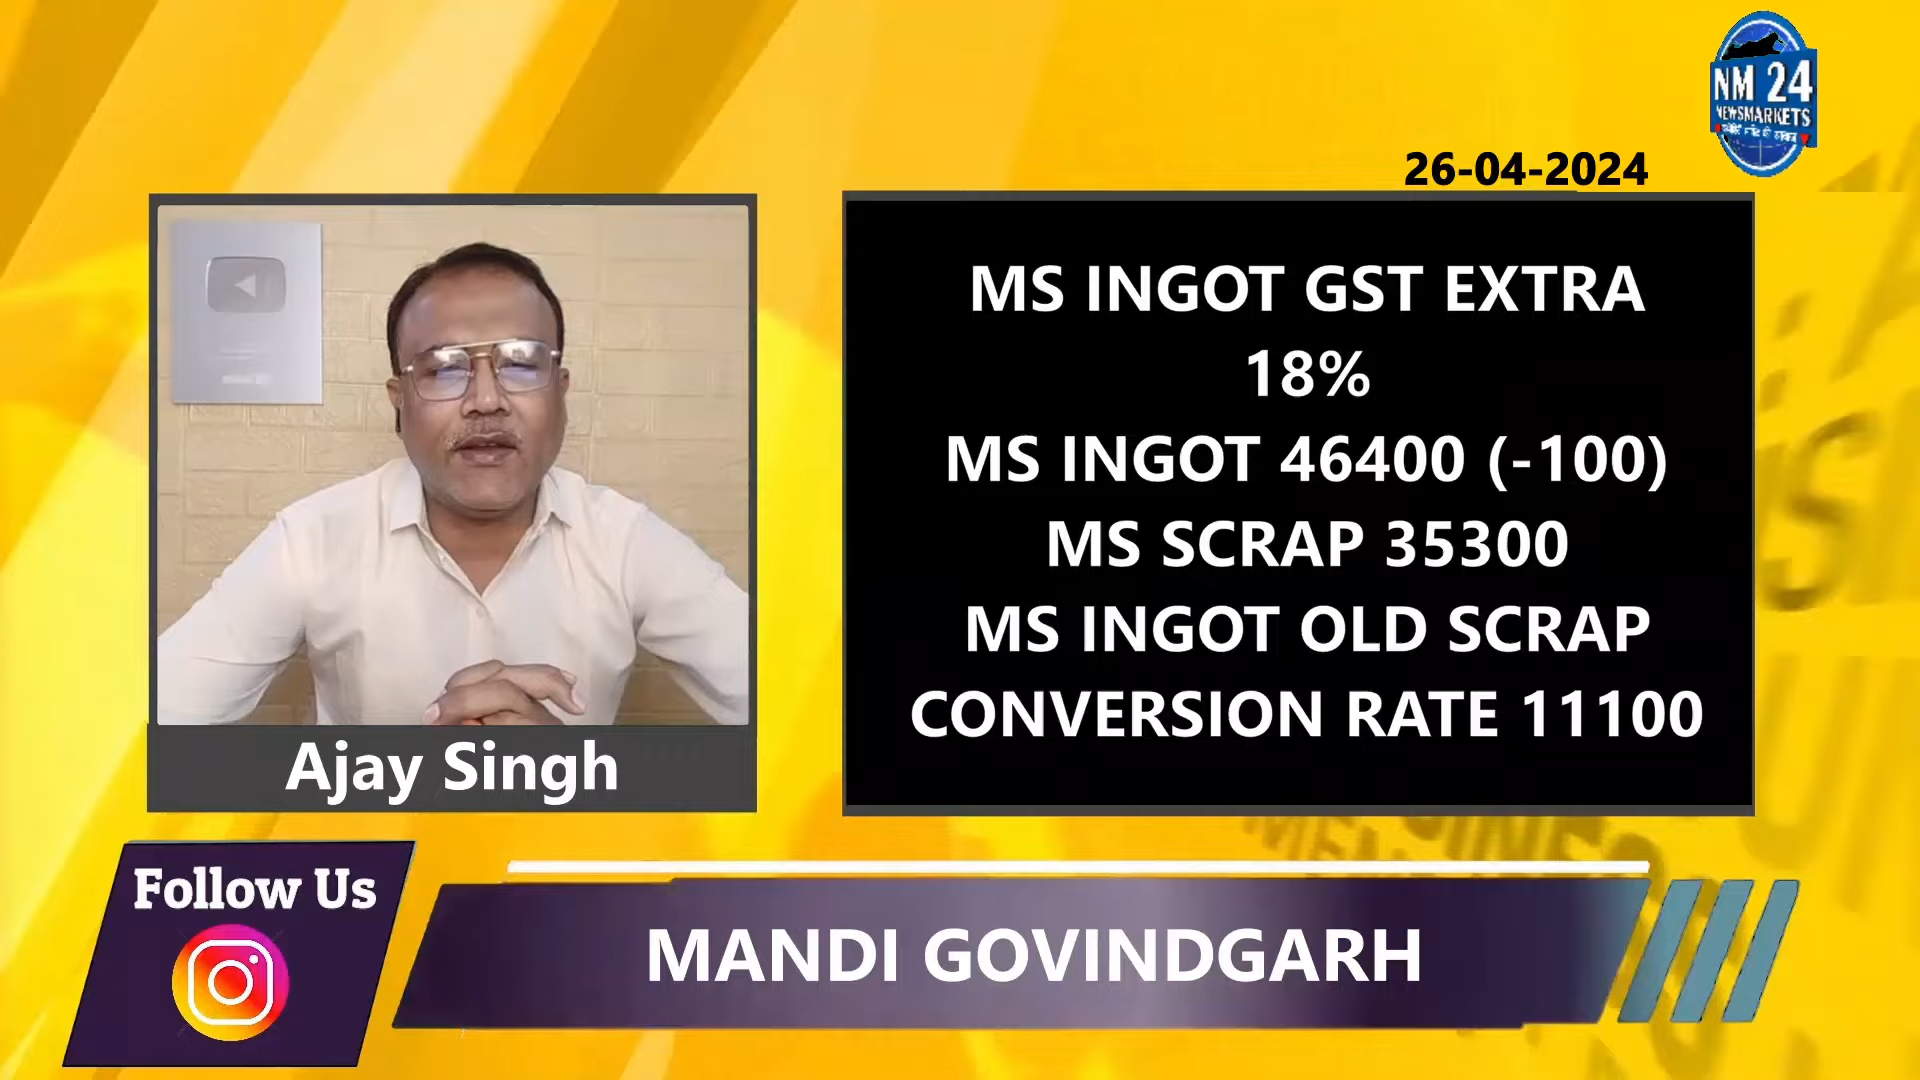 NM 24
NEWSMARKETS
26-04-2024
MS INGOT GST EXTRA
18%
MS INGOT 46400 (-100)
MS SCRAP 35300
MS INGOT OLD SCRAP
CONVERSION RATE 11100
Ajay Singh
Follow Us
MANDI GOVINDGARH